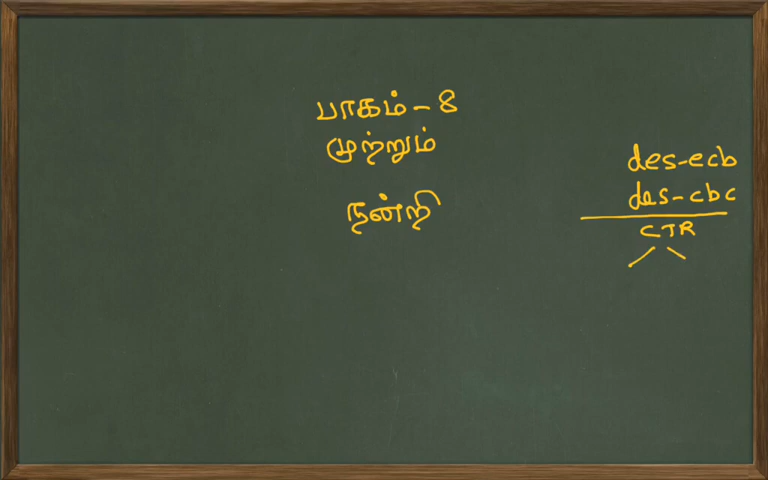 பாகம் - 8
முற்றும்
நன்றி
des-ecb
des-cbc
CTR